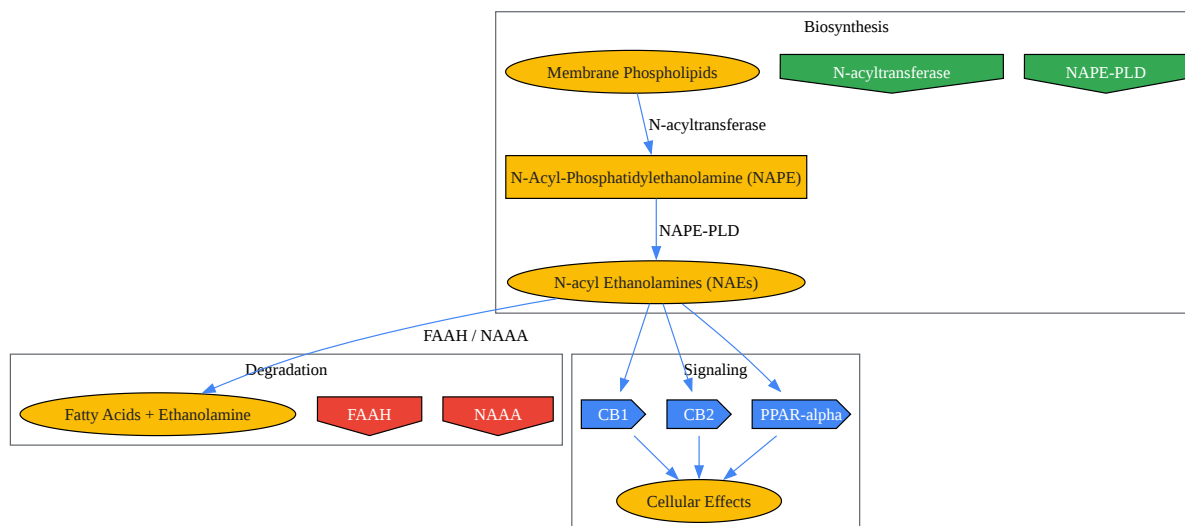 Biosynthesis
Membrane Phospholipids
N-acyltransferase
NAPE-PLD
N-acyltransferase
N-Acyl-Phosphatidylethanolamine (NAPE)
NAPE-PLD
N-acyl Ethanolamines (NAEs)
FAAH / NAAA
Degradation
Signaling
Fatty Acids + Ethanolamine
FAAH
NAAA
CB1
CB2
PPAR-alpha
Cellular Effects